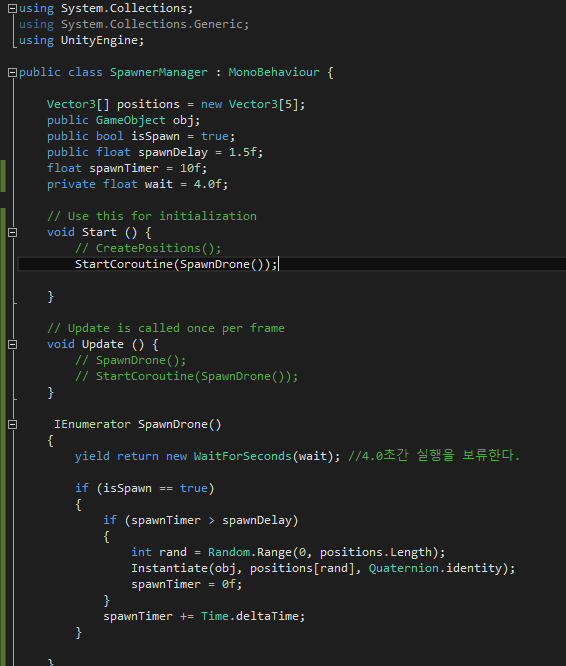 using System.Collections;
using System.Collections.Generic;
using UnityEngine;
public class SpawnerManager : MonoBehaviour {
Vector3[] positions = new Vector3[5];
public GameObject obj;
public bool isSpawn = true;
public float spawnDelay = 1.5f;
float spawnTimer = 10f;
private float wait = 4.0f;
// Use this for initialization
void Start () {
// CreatePositions();
StartCoroutine(SpawnDrone());
}
// Update is called once per frame
void Update () {
// SpawnDrone();
// StartCoroutine(SpawnDrone());
}
IEnumerator SpawnDrone()
{
yield return new WaitForSeconds(wait); //4.0초간 실행을 보류한다.
if (isSpawn == true)
{
if (spawnTimer > spawnDelay)
{
int rand = Random.Range(0, positions.Length);
Instantiate(obj, positions[rand], Quaternion.identity);
spawnTimer = 0f;
}
spawnTimer += Time.deltaTime;
}
}